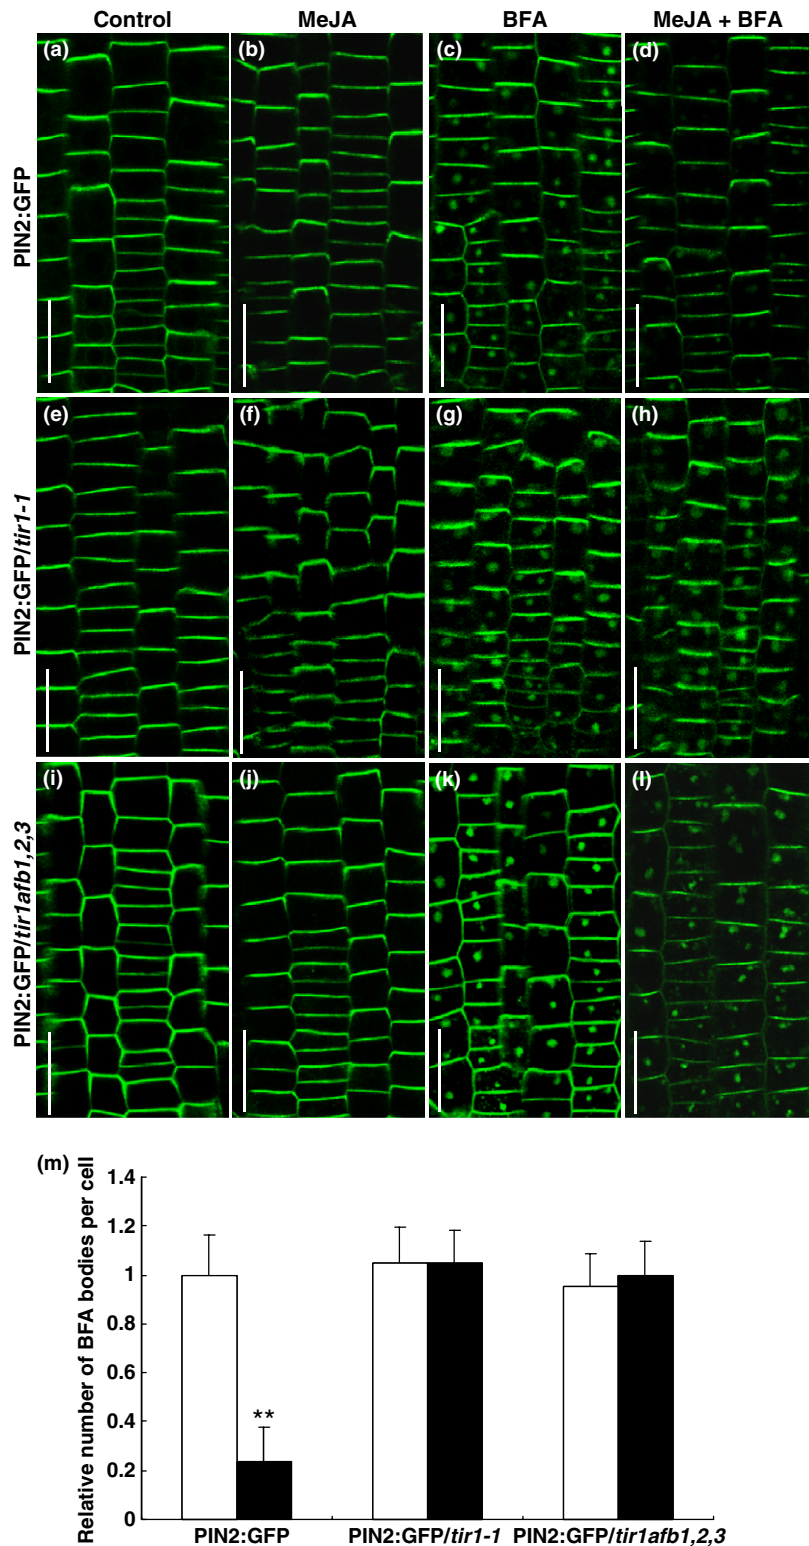 Control MeJA BFA MeJA + BFA
(a) (b) (c) (d)
PIN2:GFP
(e) (f) (g) (h)
PIN2:GFP/tir1-1
(i) (j) (k) (l)
PIN2:GFP/tir1afb1,2,3
(m)
Relative number of BFA bodies per cell
1.4
1.2
1
0.8
0.6
0.4
0.2
0
**
PIN2:GFP PIN2:GFP/tir1-1 PIN2:GFP/tir1afb1,2,3